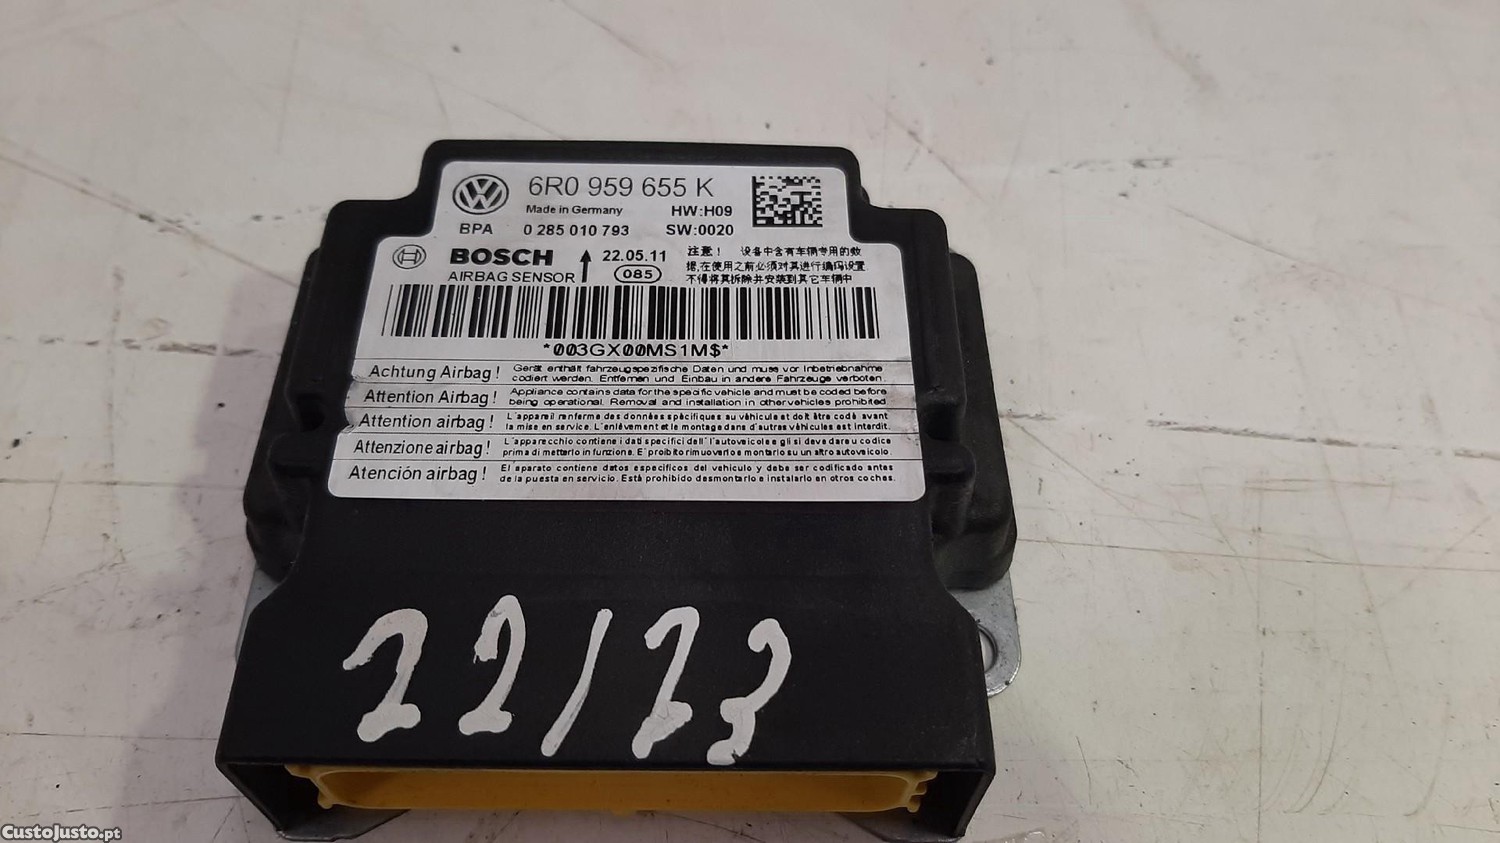 6R0 959 655 K
Made in Germany HW:H09
BPA 0 285 010 793 SW:0020
BOSCH 22.05.11
AIRBAG SENSOR 085
注意! 设备中含有车辆专用的数
据,在使用之前必须对其进行编码设置
不得将其拆除并安装到其它车辆中
*003GX00MS1M$*
Achtung Airbag! Gerät enthält fahrzeugspezifische Daten und muss vor Inbetriebnahme
codiert werden. Entfernen und Einbau in andere Fahrzeuge verboten.
Attention Airbag! Appliance contains data for the specific vehicle and must be coded before
being operational. Removal and installation in other vehicles prohibited.
Attention airbag! L'appareil renferme des données spécifiques au véhicule et doit être codé avant
la mise en service. L'enlèvement et le montage dans d'autres véhicules est interdit.
Attenzione airbag! L'apparecchio contiene i dati specifici dell'autoveicolo e gli si deve dare u codice
prima di metterlo in funzione. E' proibito rimuoverlo e montarlo su un altro autoveicolo.
Atención airbag! El aparato contiene datos especificos del vehiculo y debe ser codificado antes
de la puesta en servicio. Está prohibido desmontarlo e instalarlo en otros coches.
22/23
CustoJusto.pt